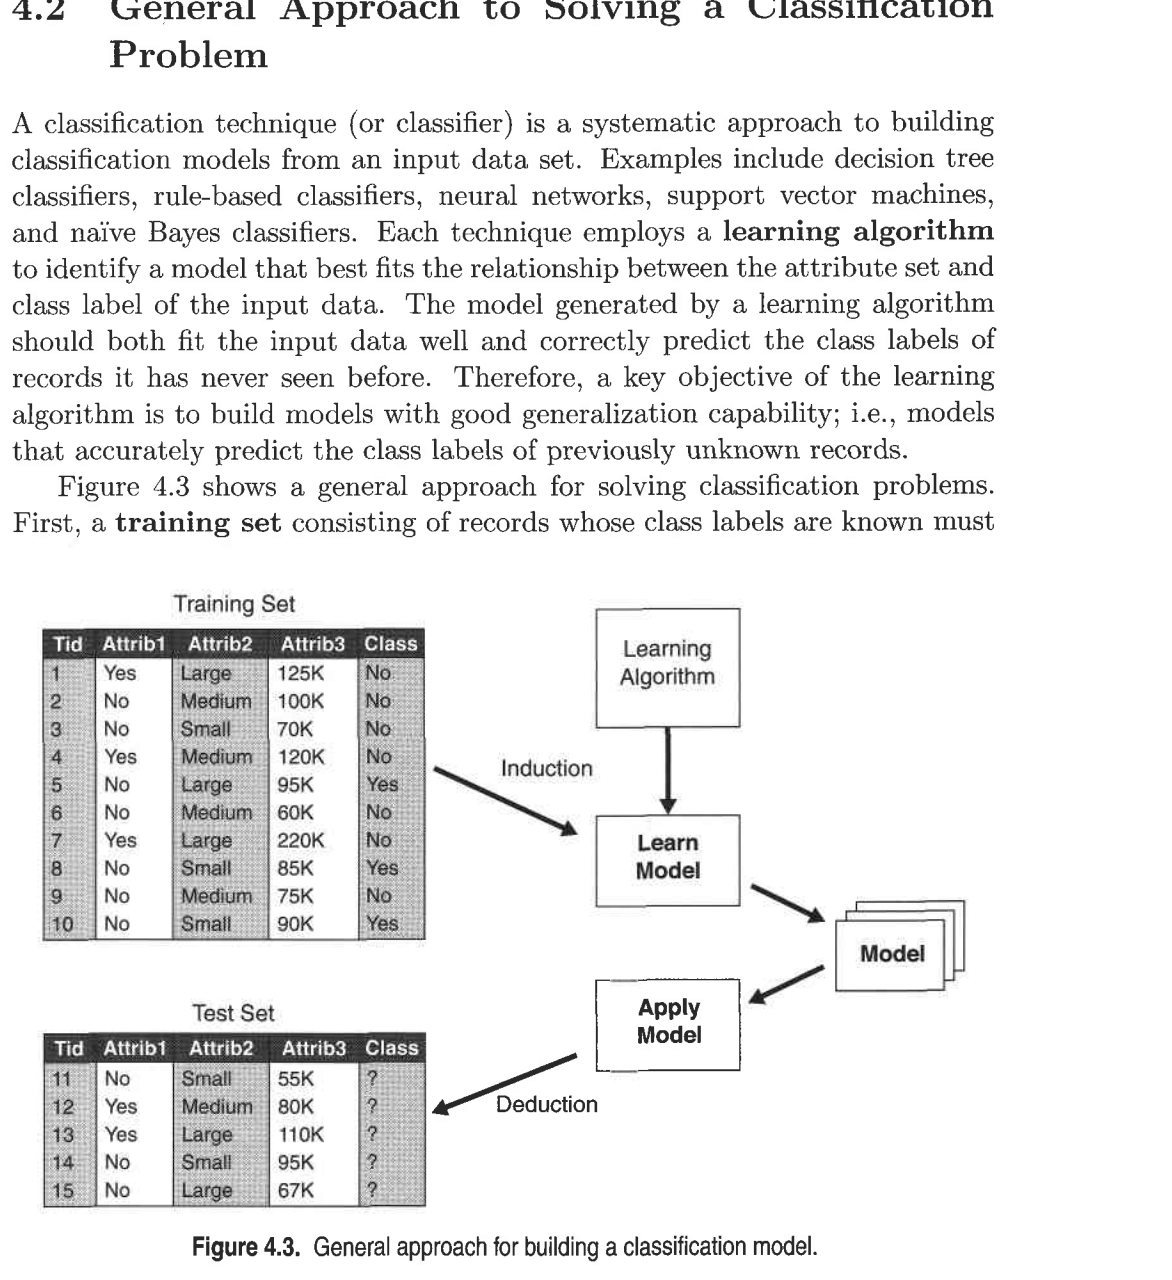 4.2 General Approach to Solving a Classification
Problem
A classification technique (or classifier) is a systematic approach to building
classification models from an input data set. Examples include decision tree
classifiers, rule-based classifiers, neural networks, support vector machines,
and naïve Bayes classifiers. Each technique employs a learning algorithm
to identify a model that best fits the relationship between the attribute set and
class label of the input data. The model generated by a learning algorithm
should both fit the input data well and correctly predict the class labels of
records it has never seen before. Therefore, a key objective of the learning
algorithm is to build models with good generalization capability; i.e., models
that accurately predict the class labels of previously unknown records.
Figure 4.3 shows a general approach for solving classification problems.
First, a training set consisting of records whose class labels are known must
Training Set
Tid Attrib1 Attrib2 Attrib3 Class
1 Yes Large 125K No
2 No Medium 100K No
3 No Small 70K No
4 Yes Medium 120K No
5 No Large 95K Yes
6 No Medium 60K No
7 Yes Large 220K No
8 No Small 85K Yes
9 No Medium 75K No
10 No Small 90K Yes
Learning
Algorithm
Induction
Learn
Model
Model
Apply
Model
Deduction
Test Set
Tid Attrib1 Attrib2 Attrib3 Class
11 No Small 55K ?
12 Yes Medium 80K ?
13 Yes Large 110K ?
14 No Small 95K ?
15 No Large 67K ?
Figure 4.3. General approach for building a classification model.